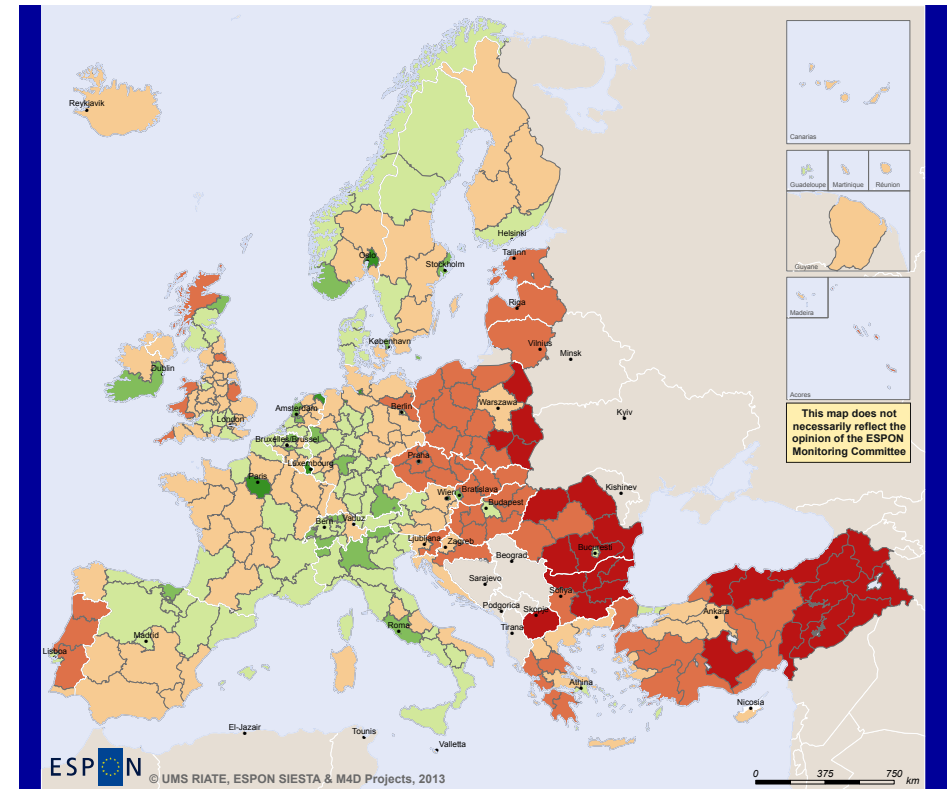 Reykjavik
Canarias
Guadeloupe
Martinique
Réunion
Helsinki
Oslo
Tallinn
Stockholm
Guyane
Riga
Madeira
København
Vilnius
Minsk
Dublin
Acores
Warszawa
Amsterdam
Berlin
London
Kyiv
This map does not
necessarily reflect the
opinion of the ESPON
Monitoring Committee
Bruxelles/Brussel
Praha
Luxembourg
Paris
Kishinev
Wien
Bratislava
Budapest
Bern
Vaduz
Ljubljana
Zagreb
Bucuresti
Beograd
Sarajevo
Sofiya
Podgorica
Skopje
Ankara
Roma
Tirana
Madrid
Lisboa
Athina
Nicosia
El-Jazair
Tounis
Valletta
ESPON
© UMS RIATE, ESPON SIESTA & M4D Projects, 2013
0 375 750
km